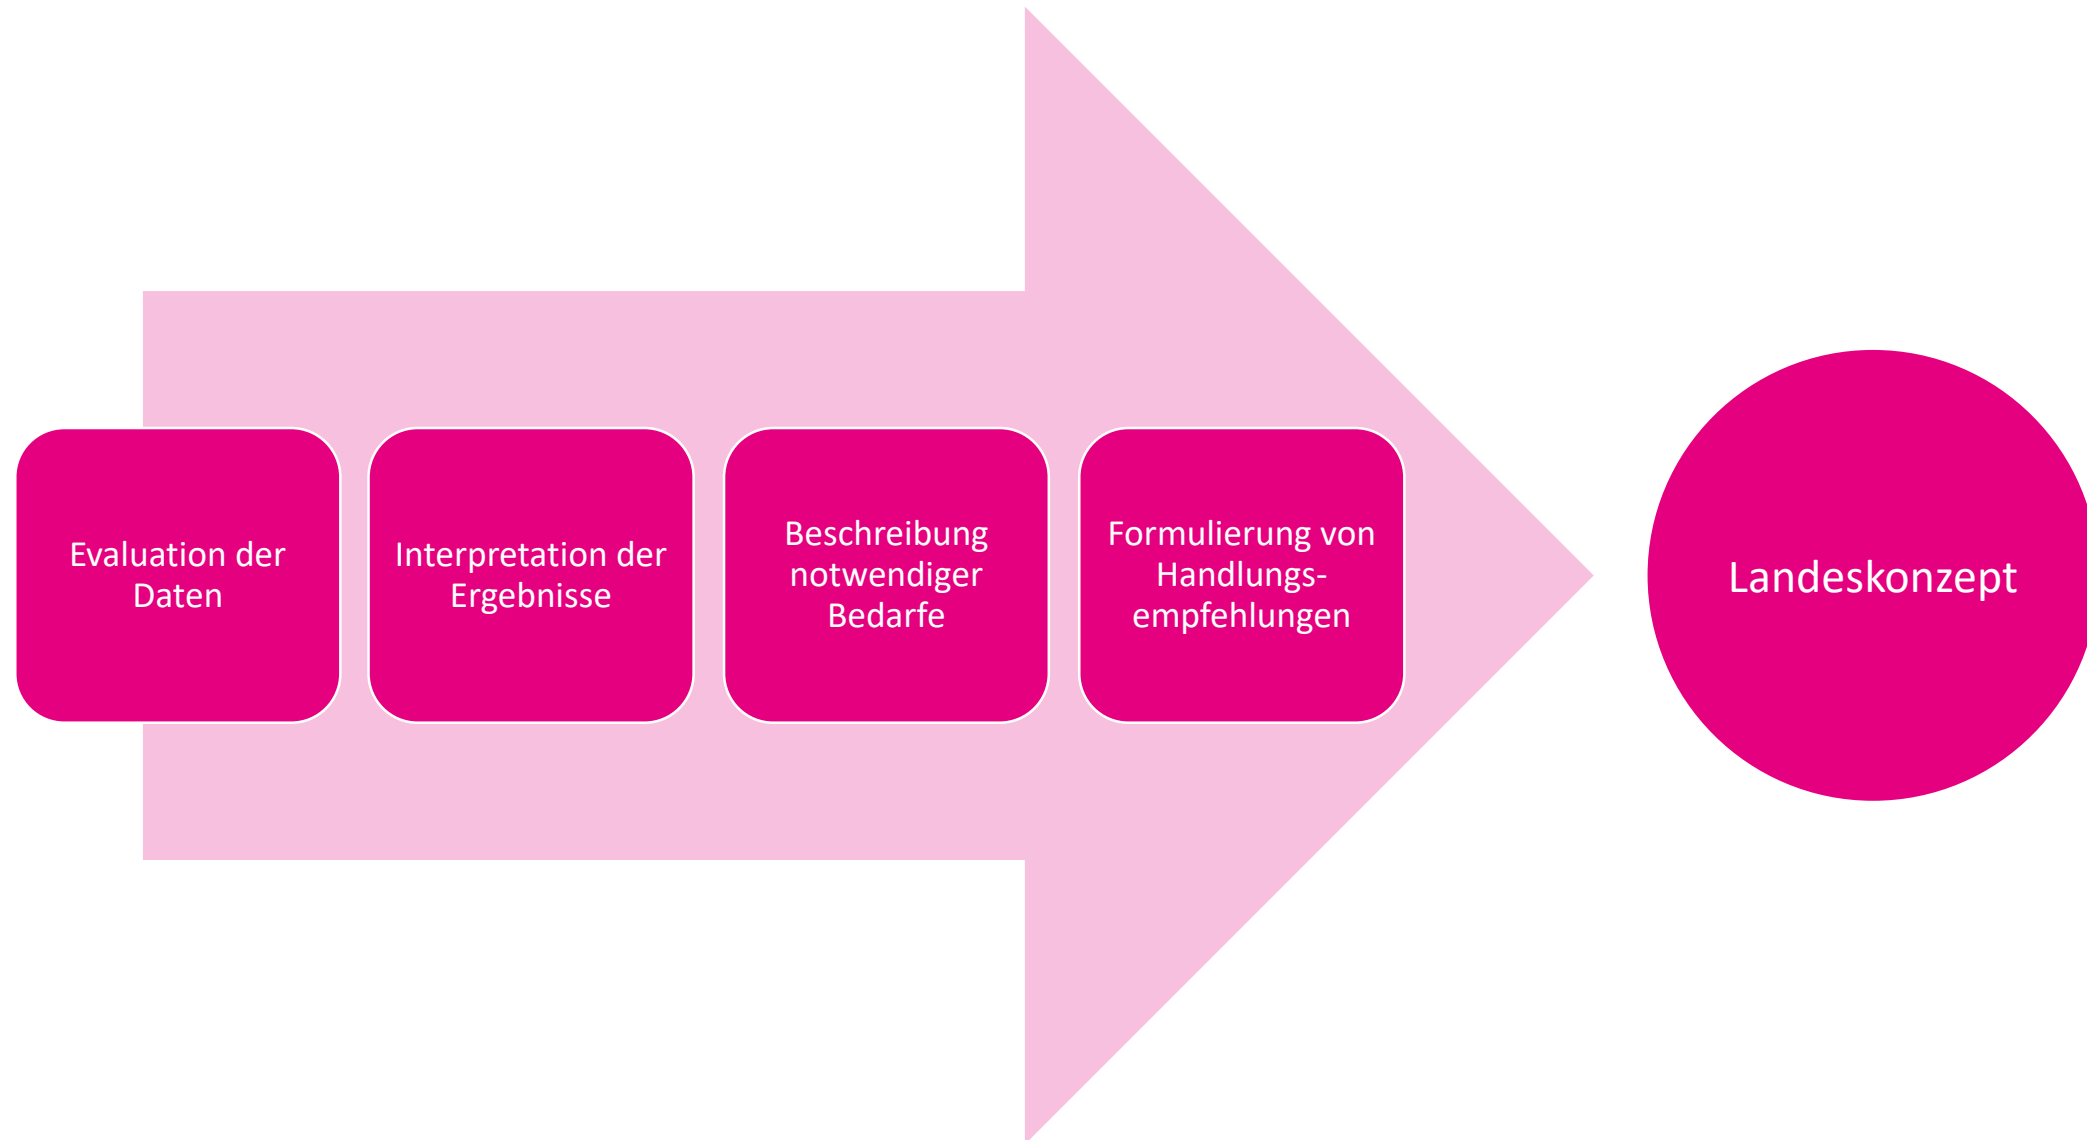 Evaluation der
Daten
Interpretation der
Ergebnisse
Beschreibung
notwendiger
Bedarfe
Formulierung von
Handlungs-
empfehlungen
Landeskonzept